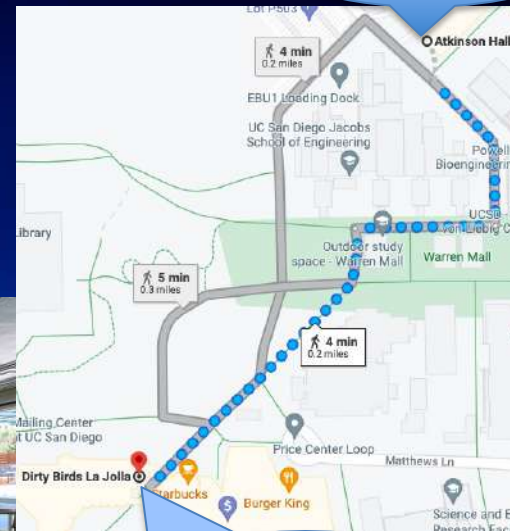 Lot P503
Atkinson Hall
4 min
0.2 miles
EBU1 Loading Dock
UC San Diego Jacobs
School of Engineering
Powell
Bioengineering
Library
UCSD -
Von Liebig
Outdoor study
space - Warren Mall
Warren Mall
5 min
0.3 miles
4 min
0.2 miles
Mailing Center
at UC San Diego
Price Center Loop
Matthews Ln
Dirty Birds La Jolla
Starbucks
Burger King
Science and E
Research Fac